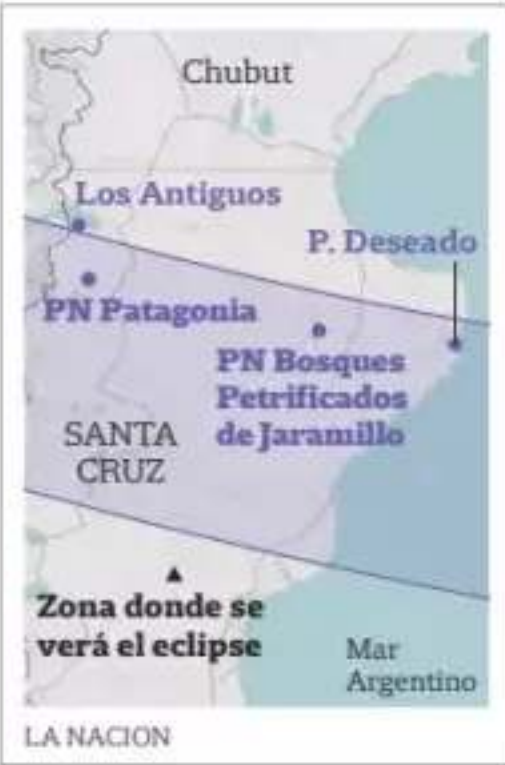 Chubut
Los Antiguos
P. Deseado
PN Patagonia
PN Bosques
Petrificados
de Jaramillo
SANTA
CRUZ
▲
Zona donde se
verá el eclipse
Mar
Argentino
LA NACION